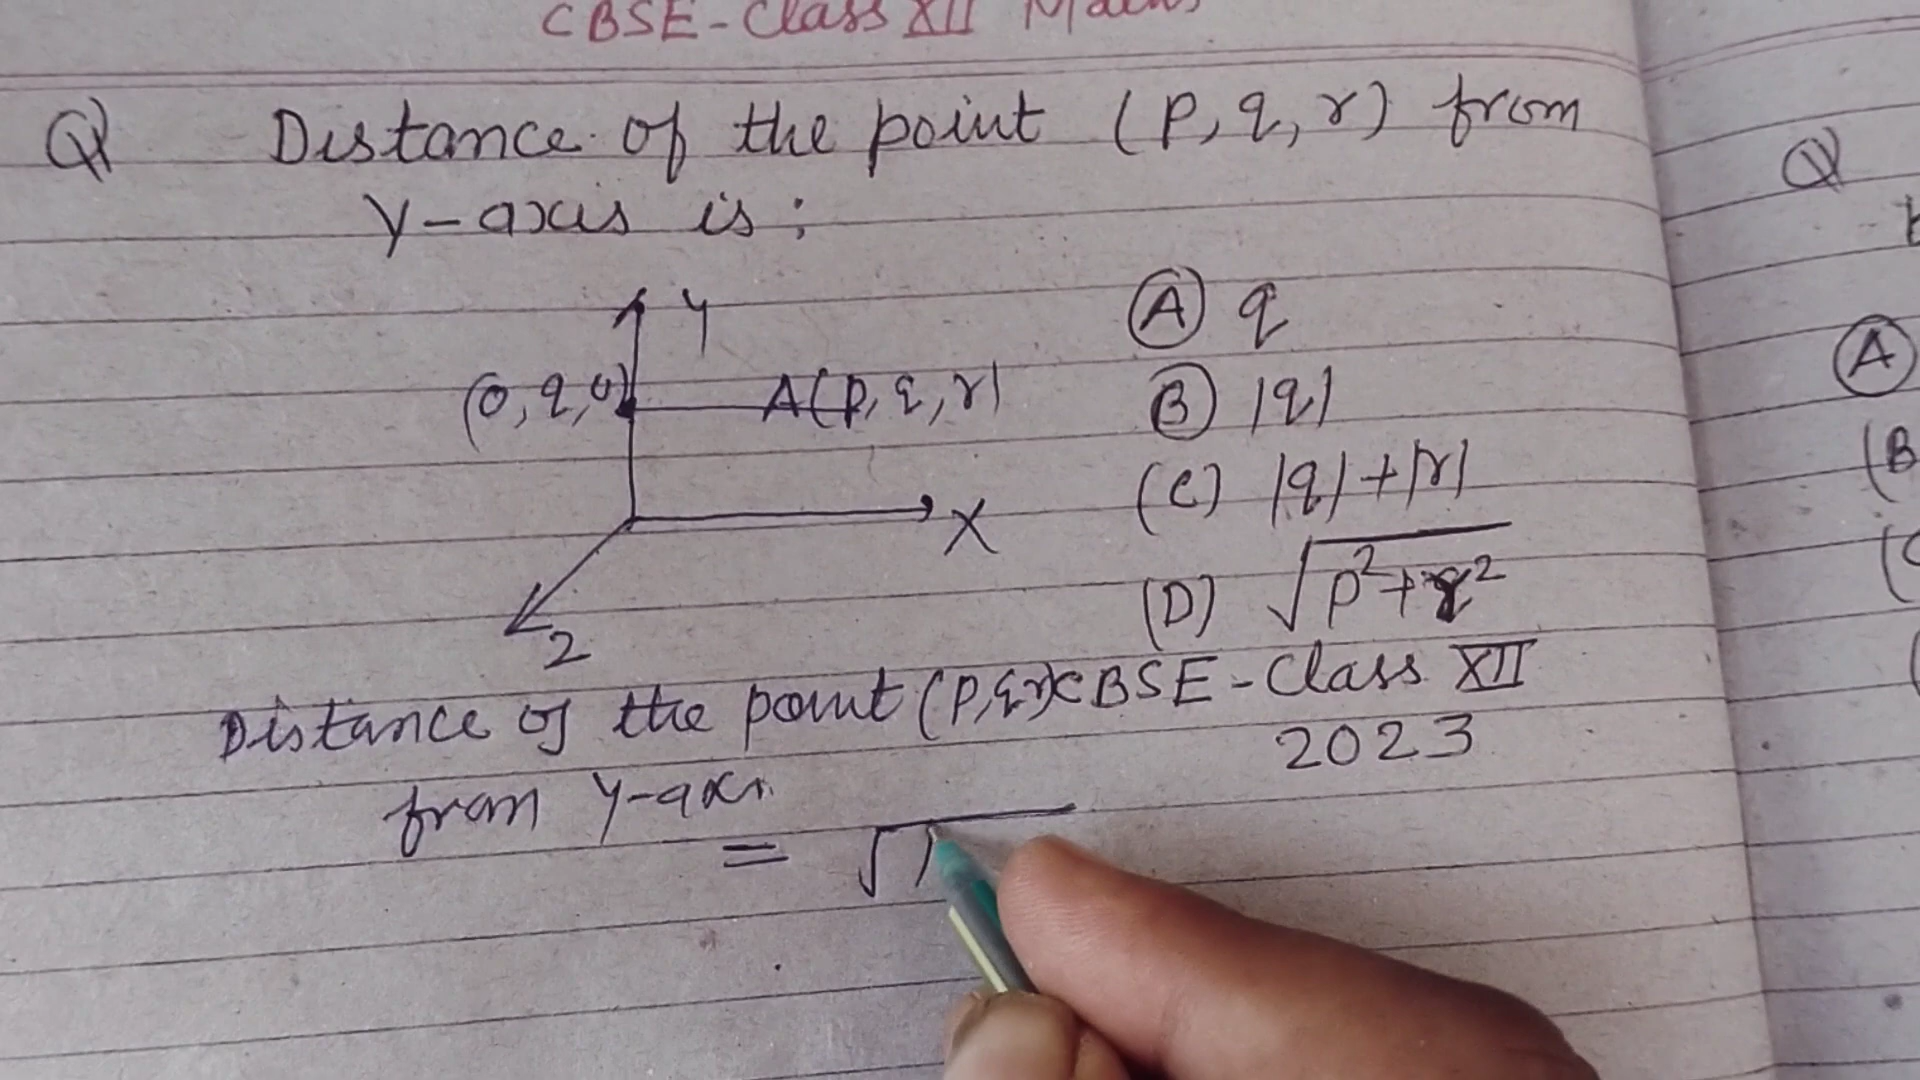 CBSE-Class XII Maths
Q) Distance of the point (p, q, r) from
y-axis is:
Y
(0, q, 0)
A(p, q, r)
X
Z
(A) q
(B) |q|
(C) |q|+|r|
(D) √p²+r²
CBSE-Class XII
2023
Distance of the point (p,q,r)
from y-axis
= √
Q
(A)
(B
(C